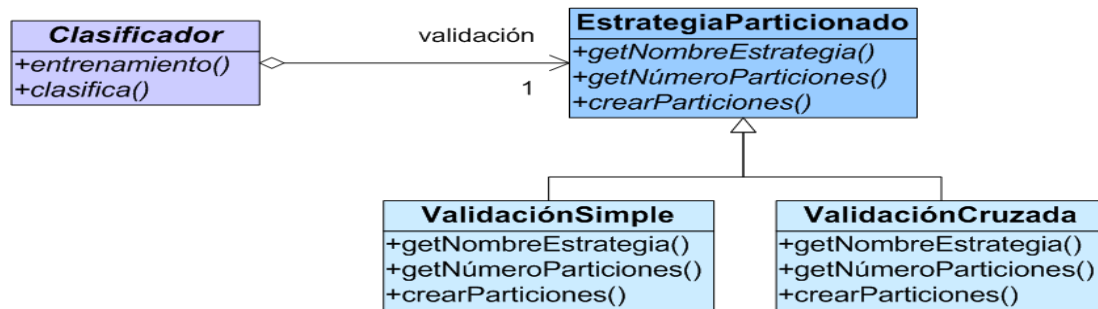 Clasificador
+entrenamiento()
+clasifica()
validación
1
EstrategiaParticionado
+getNombreEstrategia()
+getNúmeroParticiones()
+crearParticiones()
ValidaciónSimple
+getNombreEstrategia()
+getNúmeroParticiones()
+crearParticiones()
ValidaciónCruzada
+getNombreEstrategia()
+getNúmeroParticiones()
+crearParticiones()